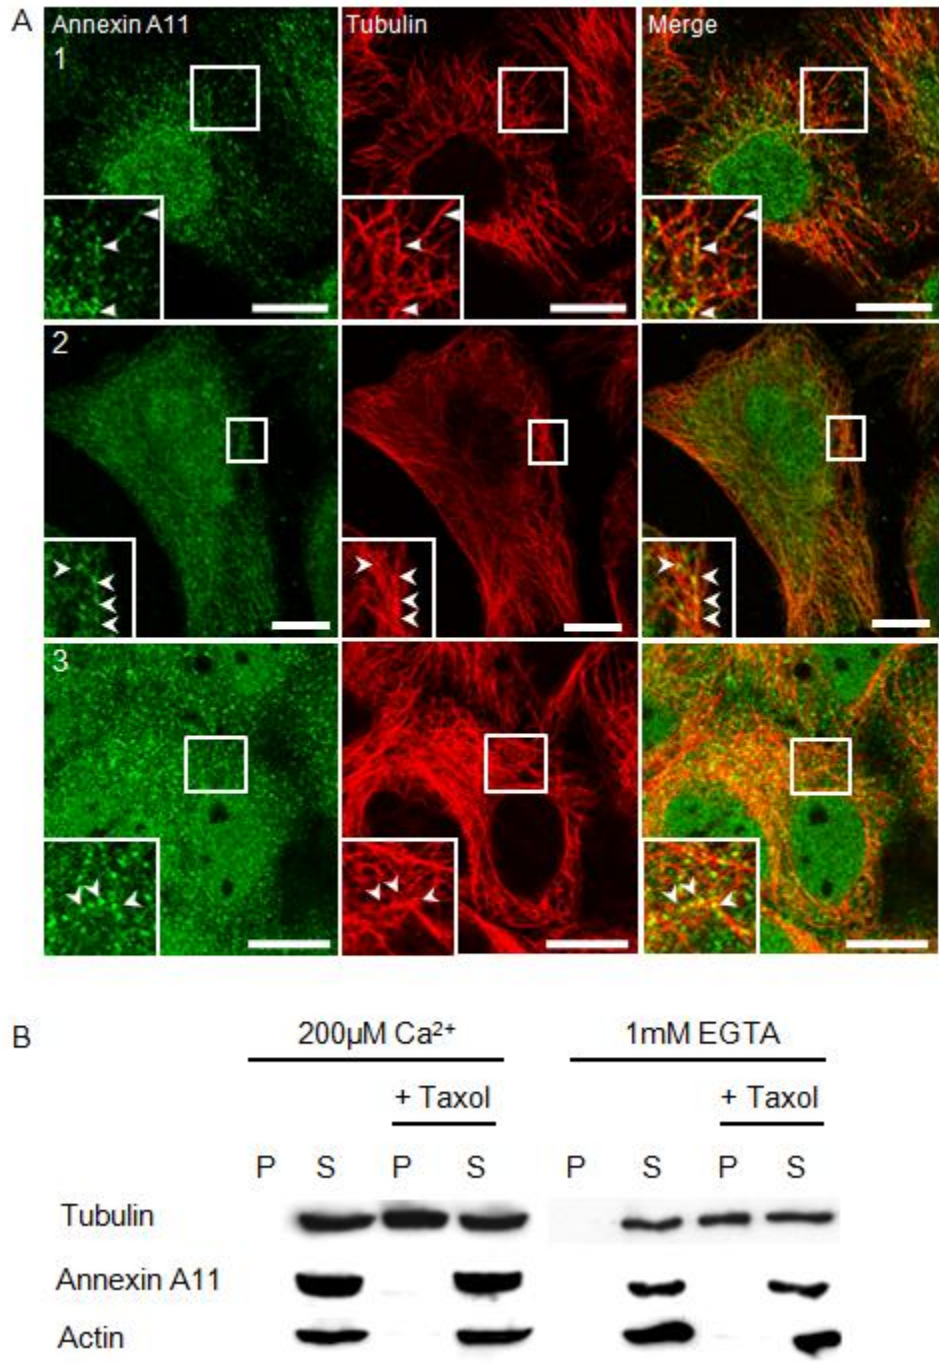 A
Annexin A11 Tubulin Merge
1
2
3
B
200µM Ca²⁺ 1mM EGTA
+ Taxol + Taxol
P S P S P S P S
Tubulin
Annexin A11
Actin